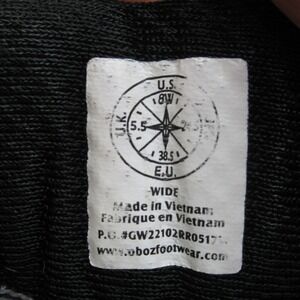 U.S.
8W
U.K.
5.5
38.5
E.U.
WIDE
Made in Vietnam
Fabrique en Vietnam
P.O.#GW22102RR0517
www.obozfootwear.com